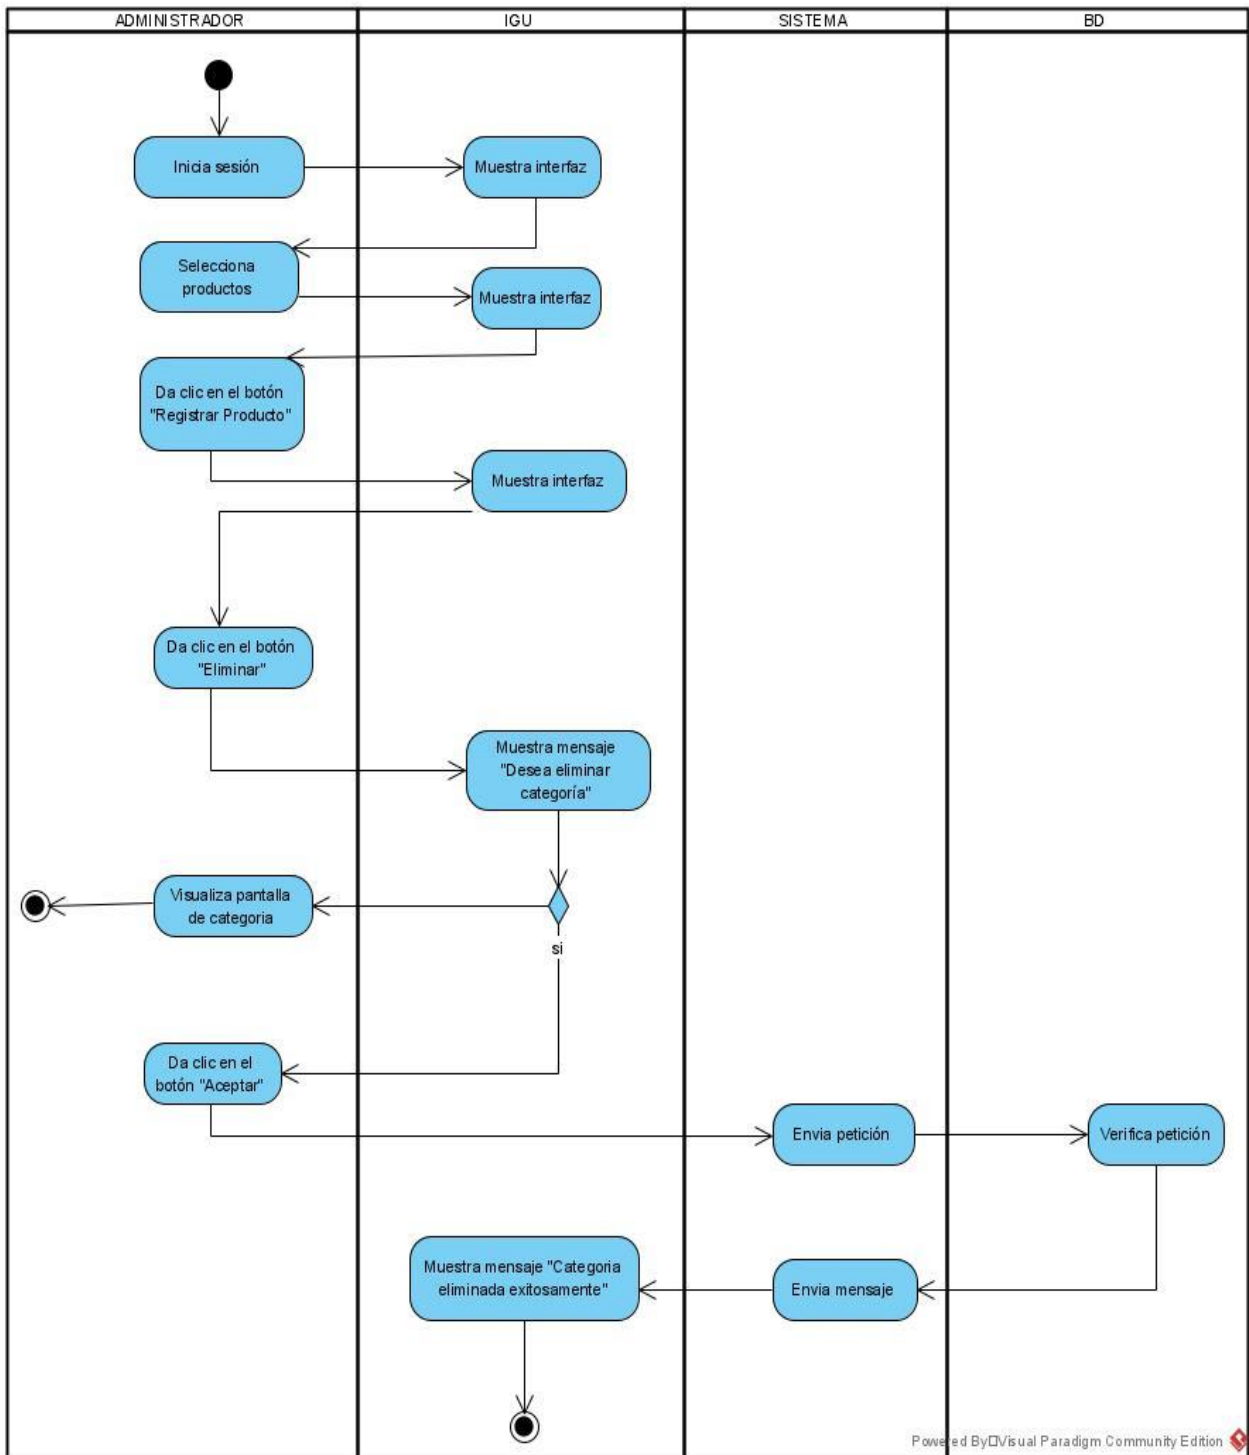 ADMINISTRADOR
IGU
SISTEMA
BD
Inicia sesión
Muestra interfaz
Selecciona
productos
Muestra interfaz
Da clic en el botón
"Registrar Producto"
Muestra interfaz
Da clic en el botón
"Eliminar"
Muestra mensaje
"Desea eliminar
categoría"
Visualiza pantalla
de categoria
si
Da clic en el
botón "Aceptar"
Envia petición
Verifica petición
Muestra mensaje "Categoria
eliminada exitosamente"
Envia mensaje
Powered By□Visual Paradigm Community Edition